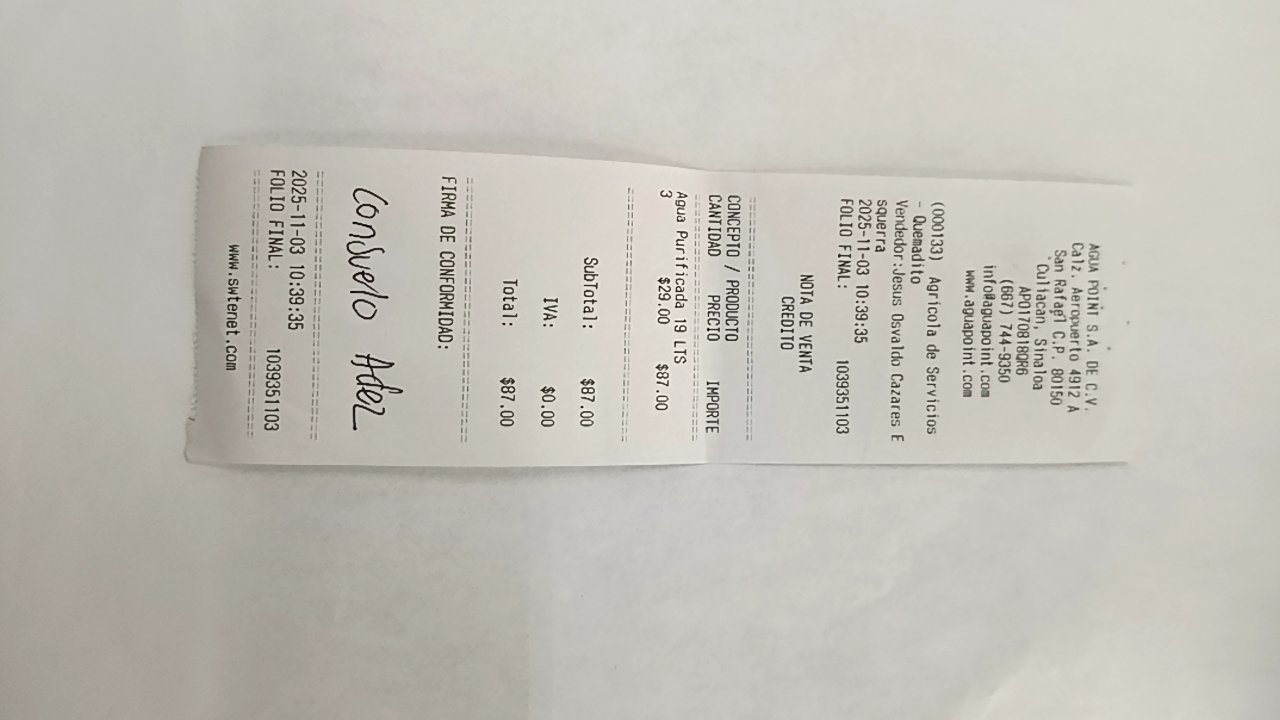 AGUA POINT S.A. DE C.V.
Calz. Aeropuerto 4912 A
San Rafael C.P. 80150
Culiacan, Sinaloa
APO170818QR6
(667) 744-9350
info@aguapoint.com
www.aguapoint.com
(000133) Agricola de Servicios
- Quemadito
Vendedor:Jesus Osvaldo Cazares E
squerra
2025-11-03 10:39:35
FOLIO FINAL: 1039351103
NOTA DE VENTA
CREDITO
CONCEPTO / PRODUCTO
CANTIDAD PRECIO IMPORTE
Agua Purificada 19 LTS
3 $29.00 $87.00
SubTotal: $87.00
IVA: $0.00
Total: $87.00
FIRMA DE CONFORMIDAD:
Consuelo Adez
2025-11-03 10:39:35
FOLIO FINAL: 1039351103
www.swtenet.com